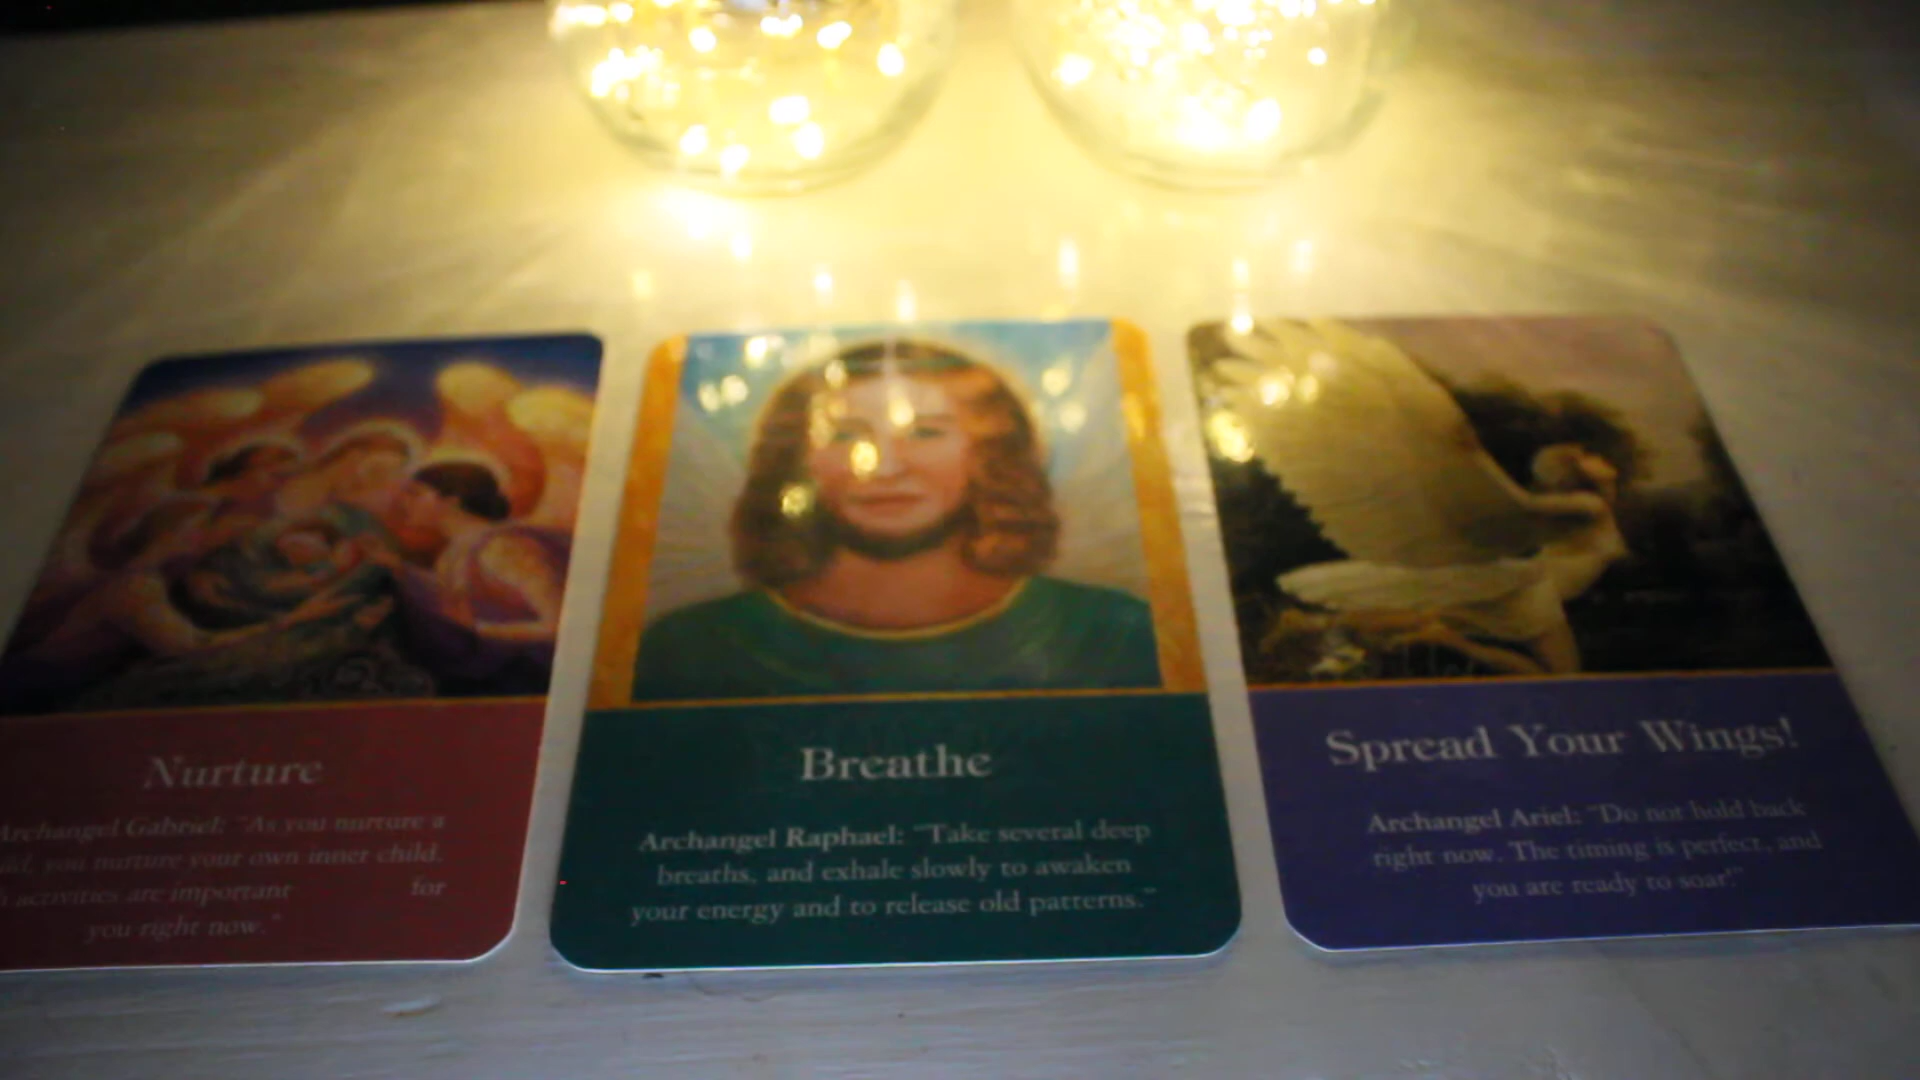 Nurture
Archangel Gabriel: "As you nurture a
you nurture your own inner child.
activities are important for
you right now."
Breathe
Archangel Raphael: "Take several deep
breaths, and exhale slowly to awaken
your energy and to release old patterns."
Spread Your Wings!
Archangel Ariel: "Do not hold back
right now. The timing is perfect, and
you are ready to soar!"